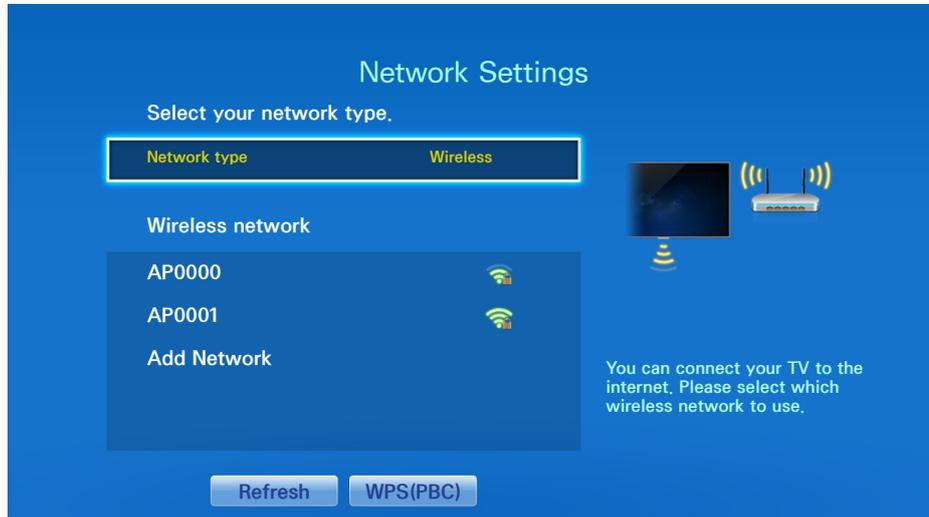 Network Settings
Select your network type.
Network type Wireless
Wireless network
AP0000
AP0001
Add Network
You can connect your TV to the
internet. Please select which
wireless network to use.
Refresh WPS(PBC)